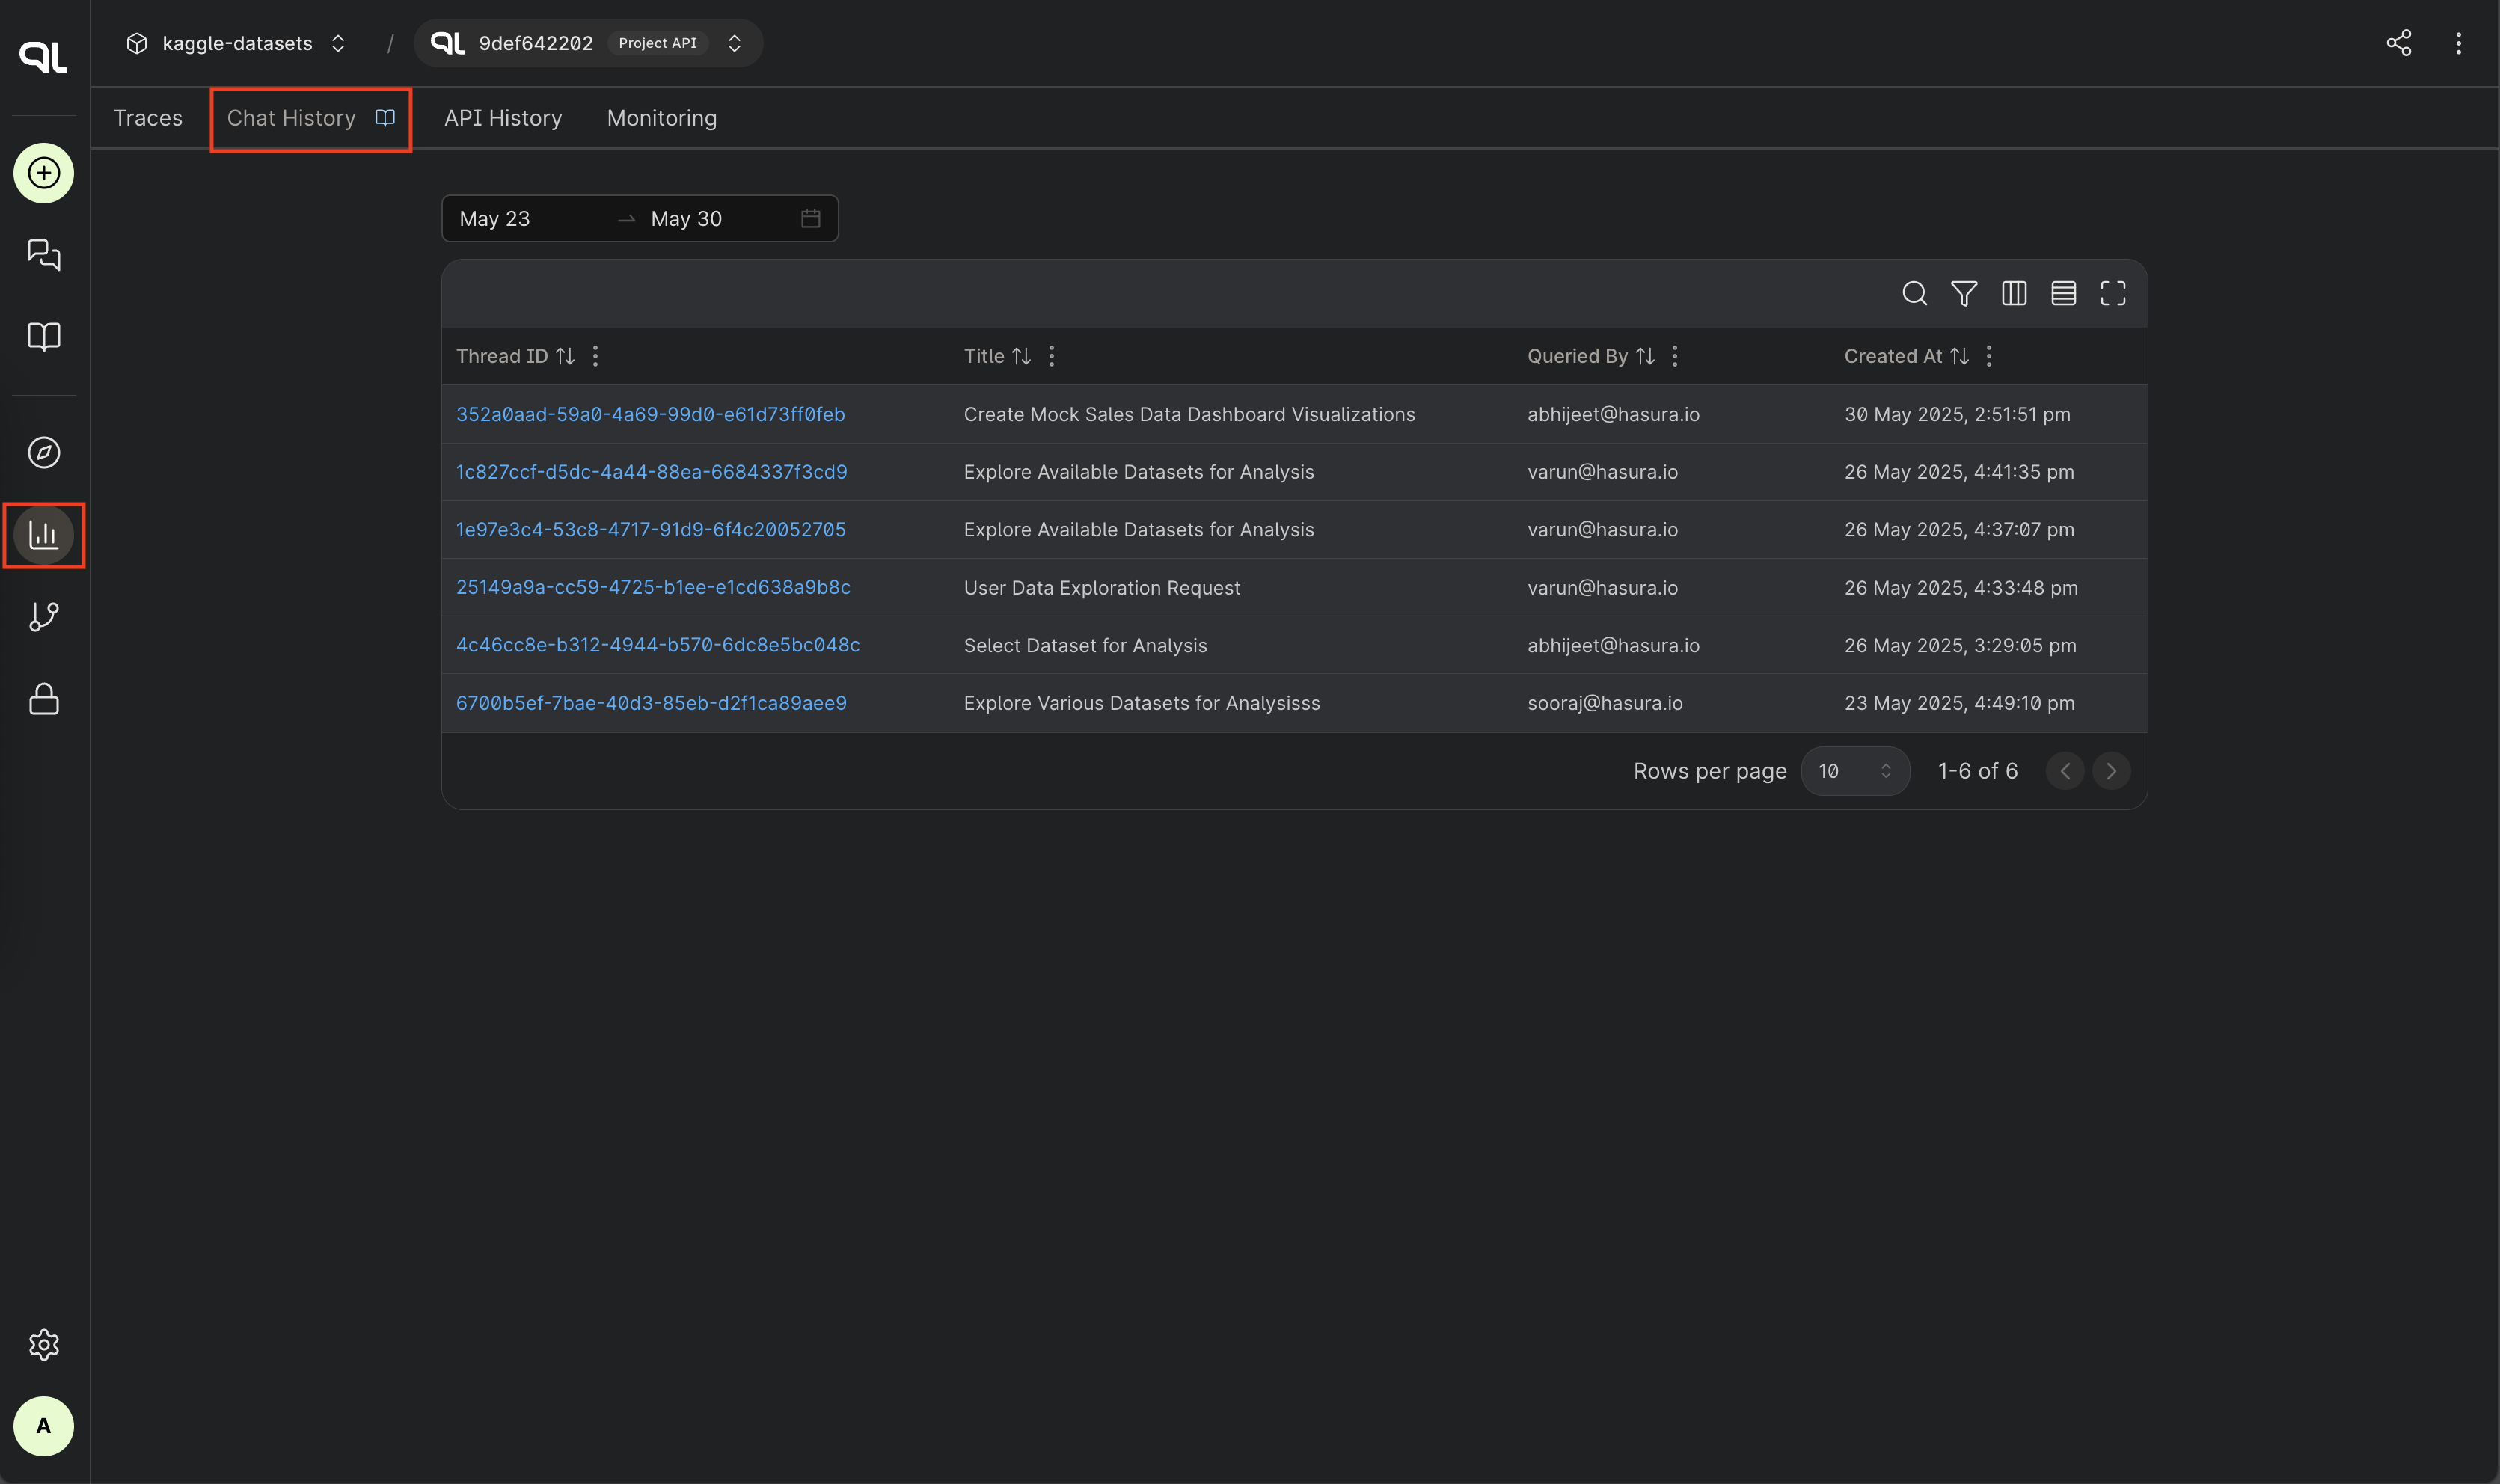 QL
kaggle-datasets / QL 9def642202 Project API
Traces Chat History API History Monitoring
May 23 → May 30
Thread ID Title Queried By Created At
352a0aad-59a0-4a69-99d0-e61d73ff0feb Create Mock Sales Data Dashboard Visualizations abhijeet@hasura.io 30 May 2025, 2:51:51 pm
1c827ccf-d5dc-4a44-88ea-6684337f3cd9 Explore Available Datasets for Analysis varun@hasura.io 26 May 2025, 4:41:35 pm
1e97e3c4-53c8-4717-91d9-6f4c20052705 Explore Available Datasets for Analysis varun@hasura.io 26 May 2025, 4:37:07 pm
25149a9a-cc59-4725-b1ee-e1cd638a9b8c User Data Exploration Request varun@hasura.io 26 May 2025, 4:33:48 pm
4c46cc8e-b312-4944-b570-6dc8e5bc048c Select Dataset for Analysis abhijeet@hasura.io 26 May 2025, 3:29:05 pm
6700b5ef-7bae-40d3-85eb-d2f1ca89aee9 Explore Various Datasets for Analysisss sooraj@hasura.io 23 May 2025, 4:49:10 pm
Rows per page 10 1-6 of 6
A